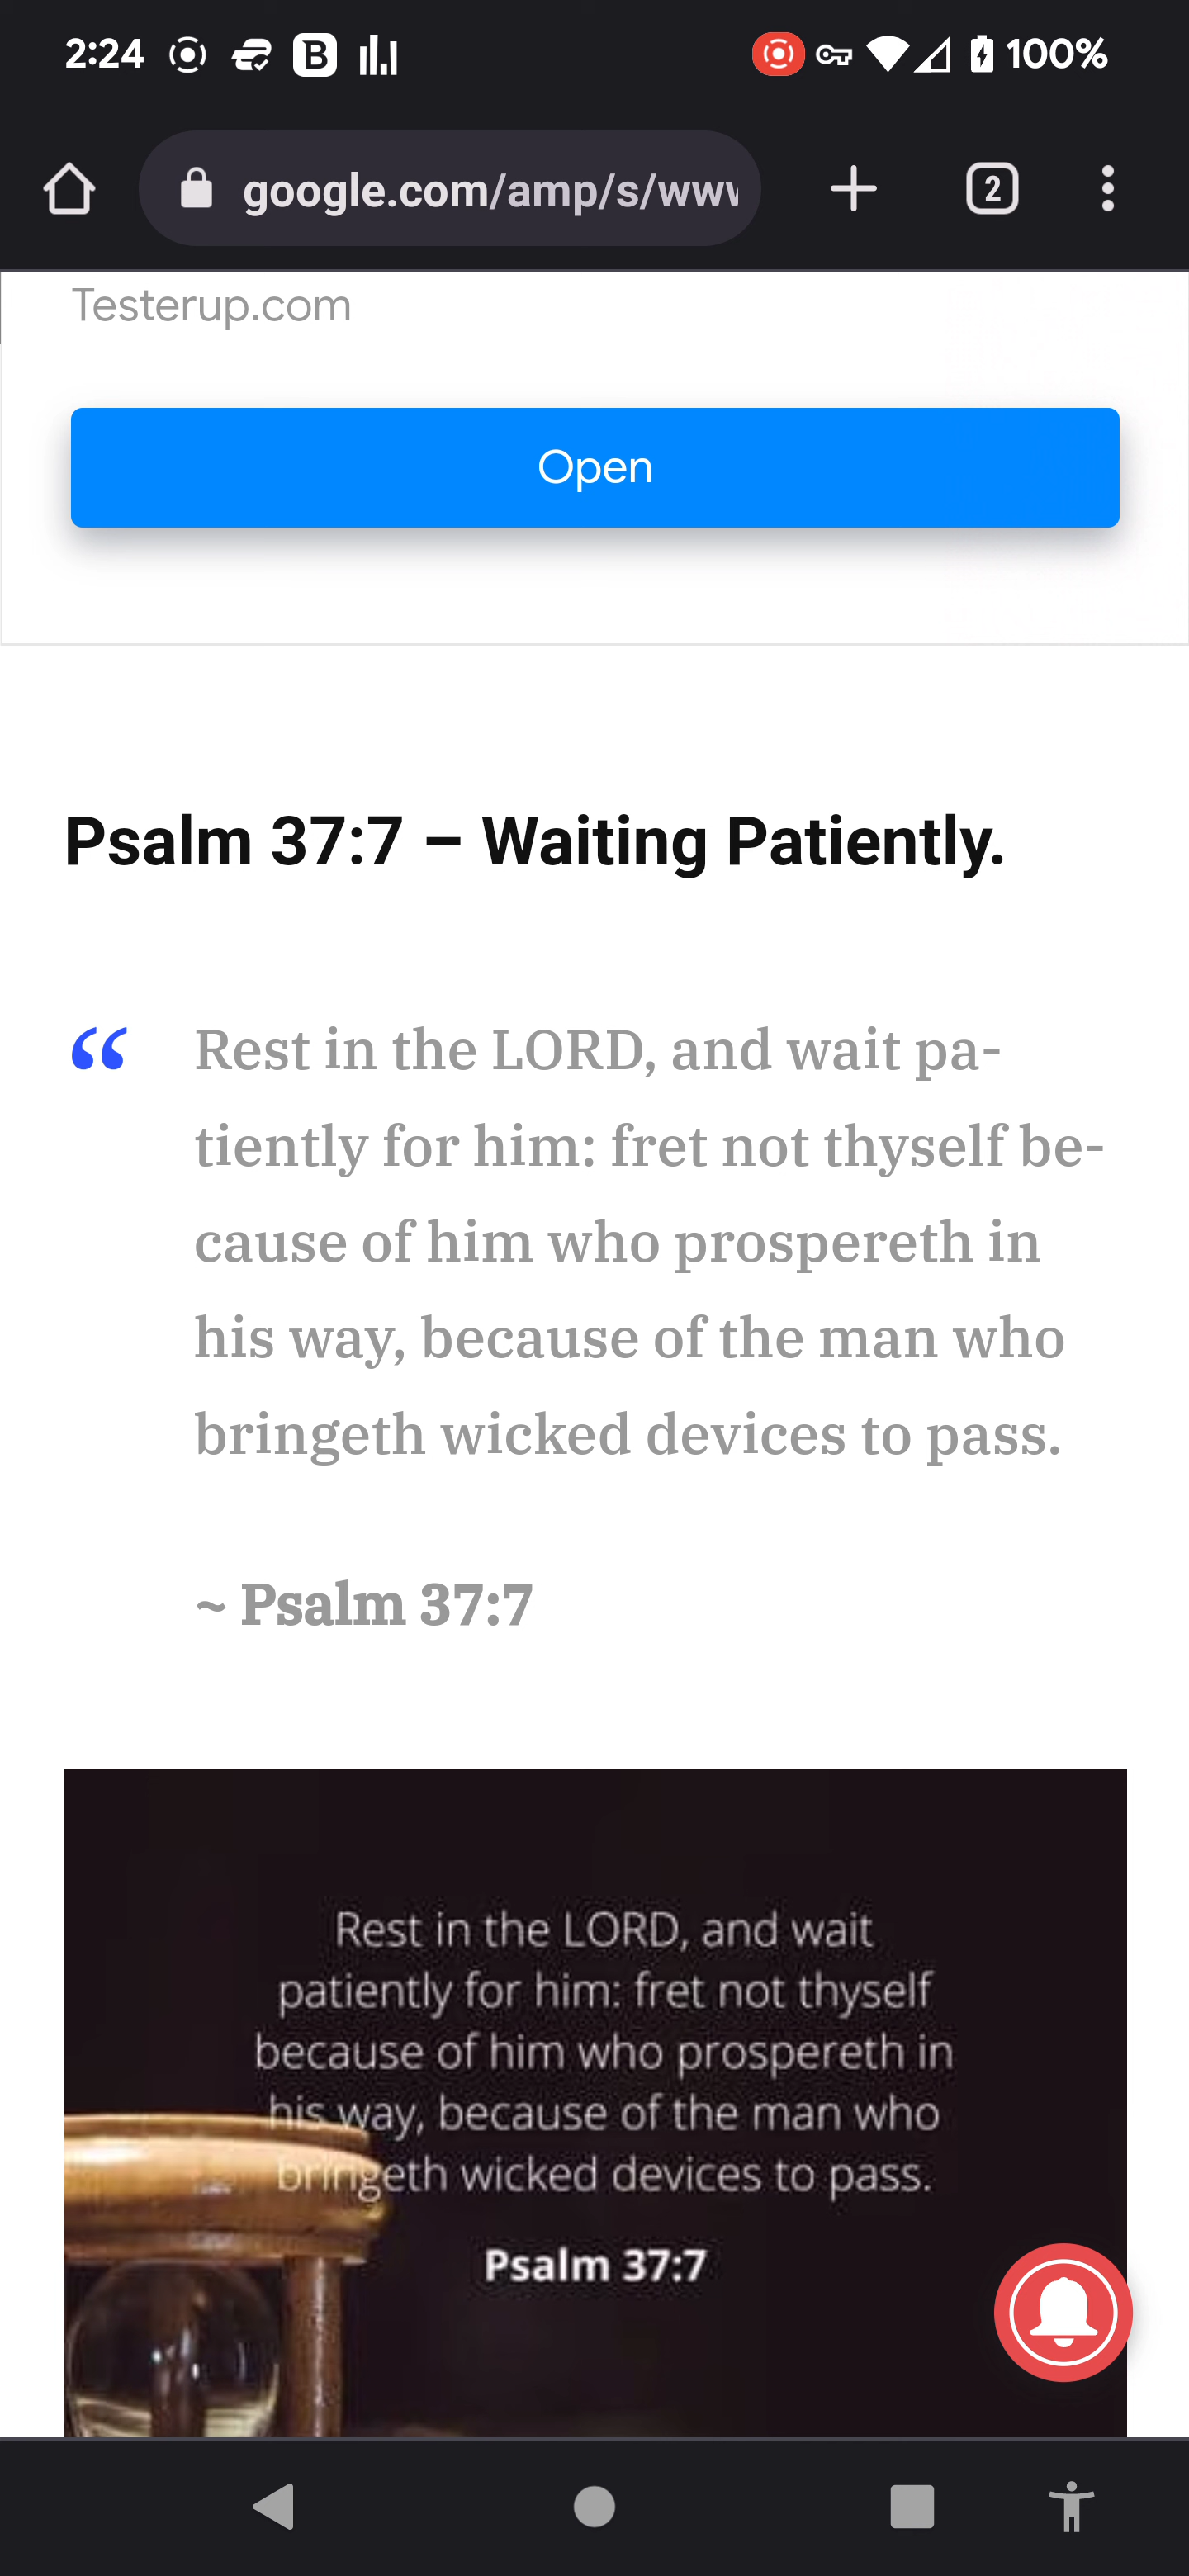 2:24
B
100%
google.com/amp/s/www
2
Testerup.com
Open
Psalm 37:7 – Waiting Patiently.
“ Rest in the LORD, and wait pa-
tiently for him: fret not thyself be-
cause of him who prospereth in
his way, because of the man who
bringeth wicked devices to pass.
~ Psalm 37:7
Rest in the LORD, and wait
patiently for him: fret not thyself
because of him who prospereth in
his way, because of the man who
bringeth wicked devices to pass.
Psalm 37:7